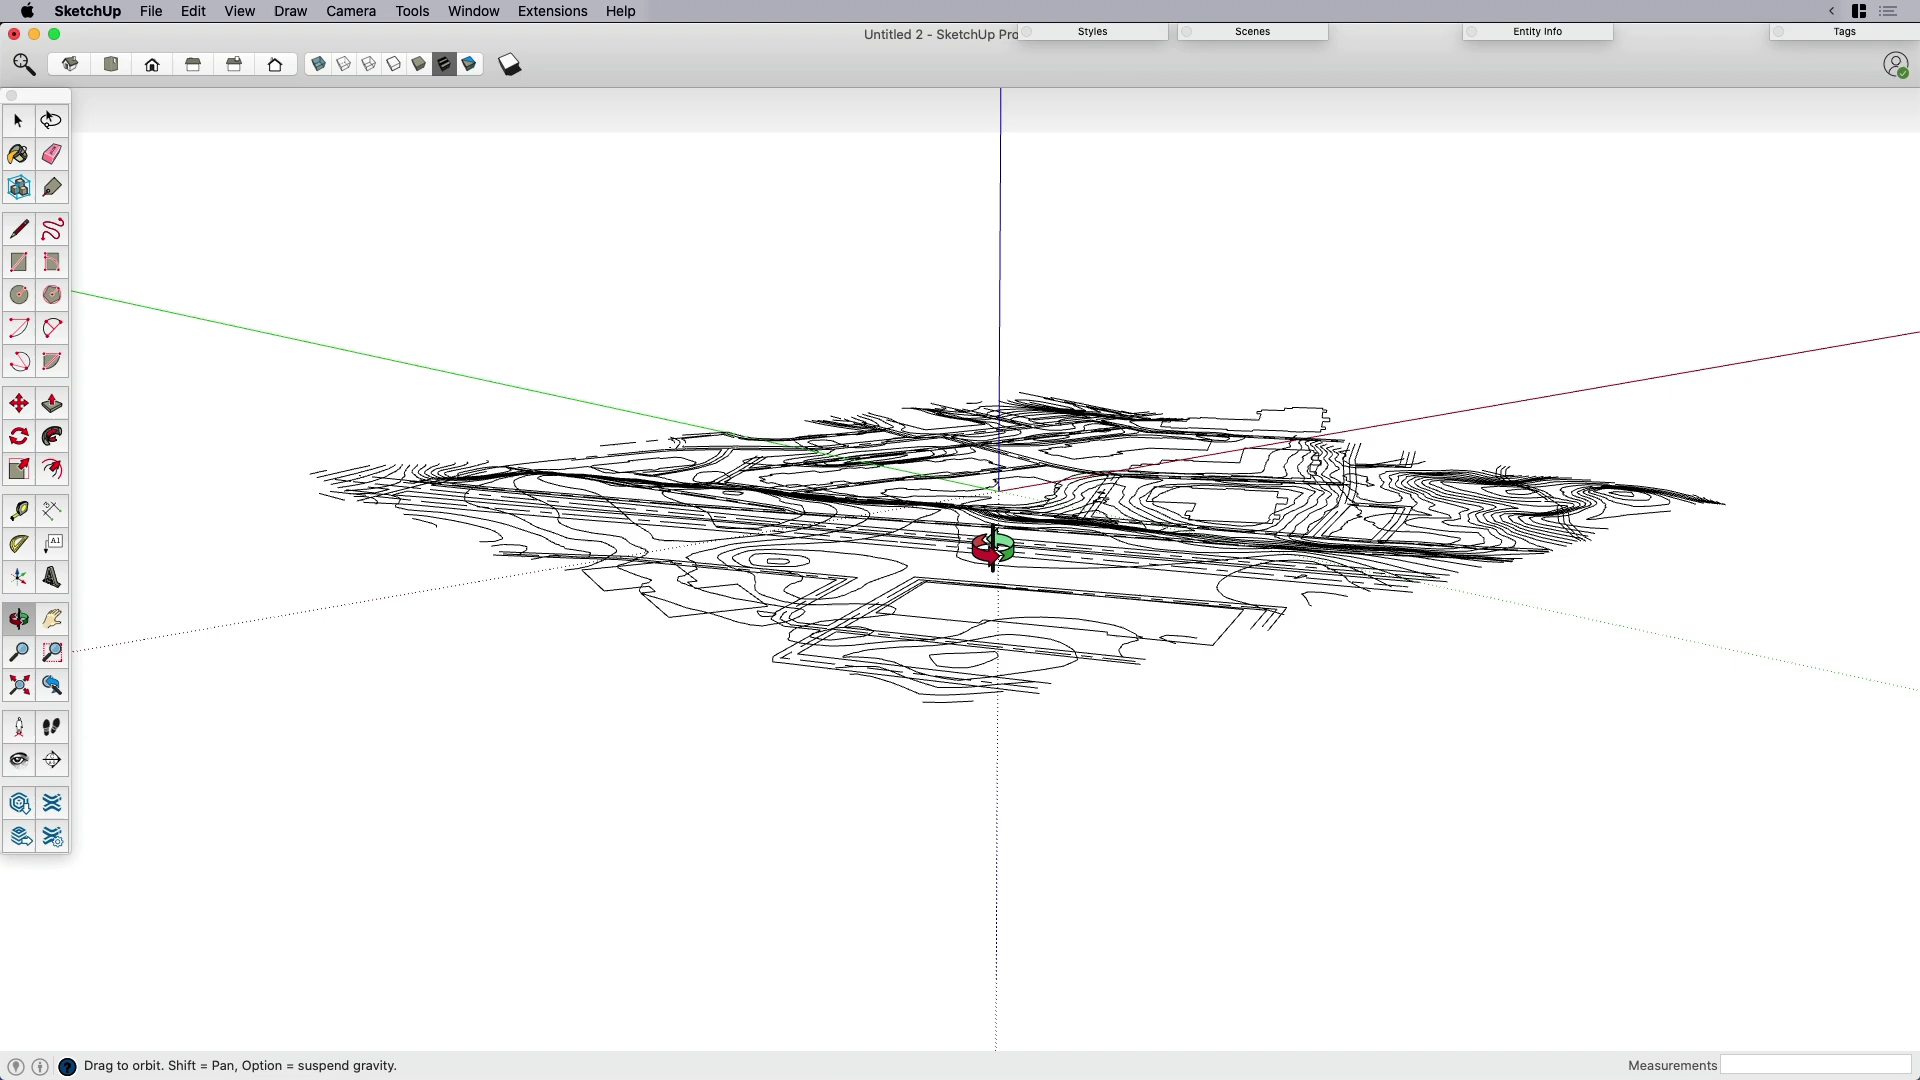 SketchUp File Edit View Draw Camera Tools Window Extensions Help
Untitled 2 - SketchUp Pro
Styles
Scenes
Entity Info
Tags
A1
Drag to orbit. Shift = Pan, Option = suspend gravity.
Measurements